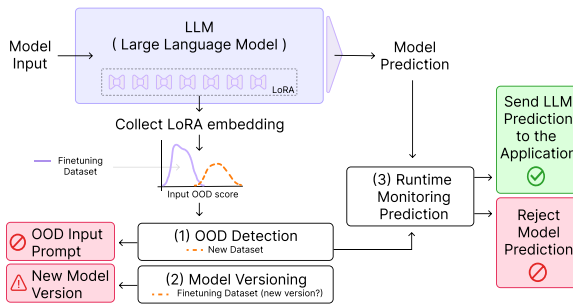 LLM
( Large Language Model )
Model
Input
LoRA
Model
Prediction
Collect LoRA embedding
Finetuning
Dataset
Input OOD score
Send LLM
Prediction
to the
Application
(3) Runtime
Monitoring
Prediction
Reject
Model
Prediction
OOD Input
Prompt
(1) OOD Detection
New Dataset
New Model
Version
(2) Model Versioning
Finetuning Dataset (new version?)